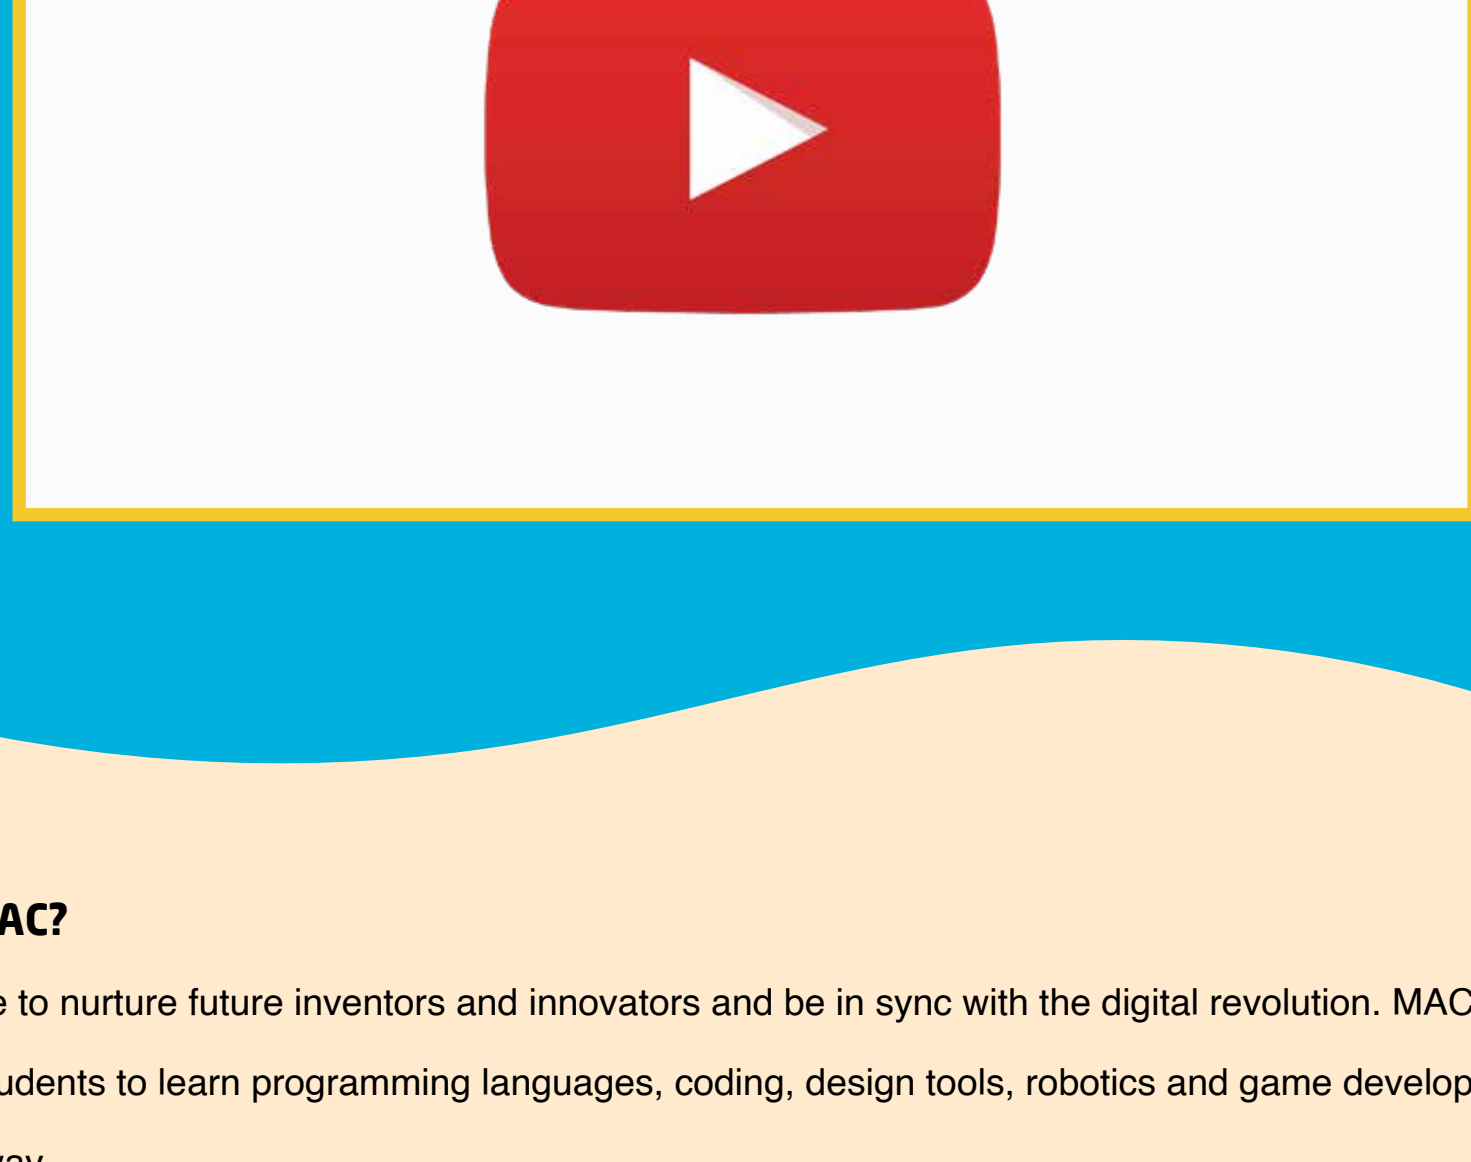 AC?
to nurture future inventors and innovators and be in sync with the digital revolution. MAC
udents to learn programming languages, coding, design tools, robotics and game develop